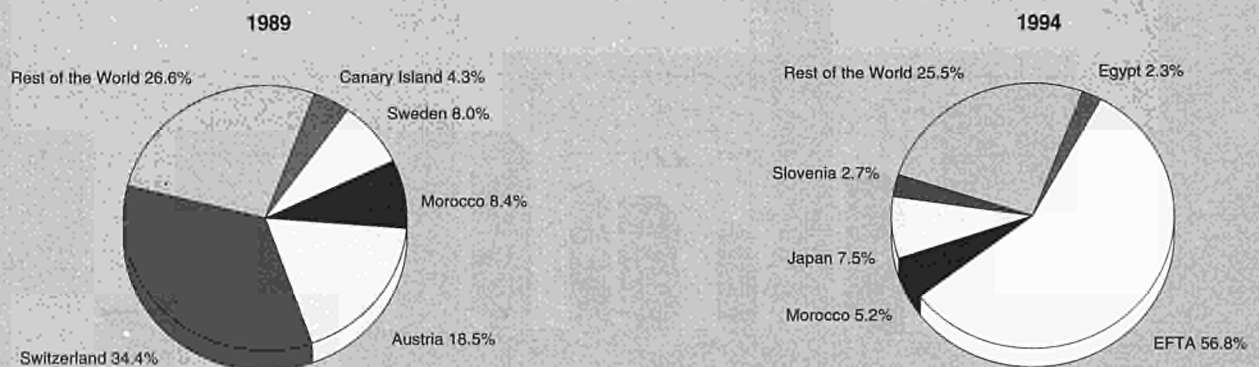 1989
Rest of the World 26.6%
Canary Island 4.3%
Sweden 8.0%
Morocco 8.4%
Austria 18.5%
Switzerland 34.4%
1994
Rest of the World 25.5%
Egypt 2.3%
Slovenia 2.7%
Japan 7.5%
Morocco 5.2%
EFTA 56.8%